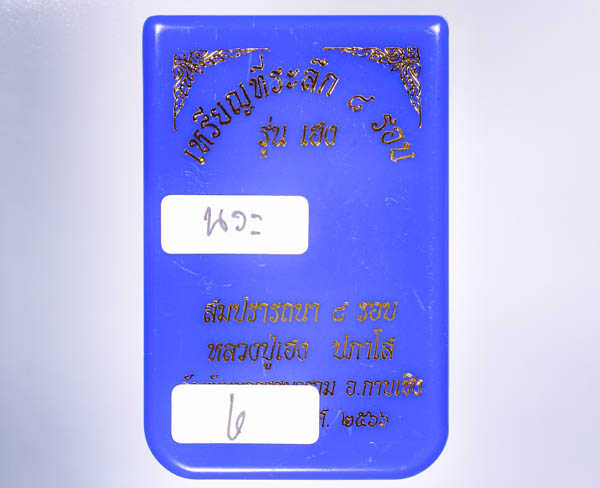 เหรียญที่ระลึก ๘ รอบ
รุ่น เฮง
นวะ
สมปรารถนา ๘ รอบ
หลวงปู่เฮง ปภาโส
อ.กาบเชิง
๒๕๖๖